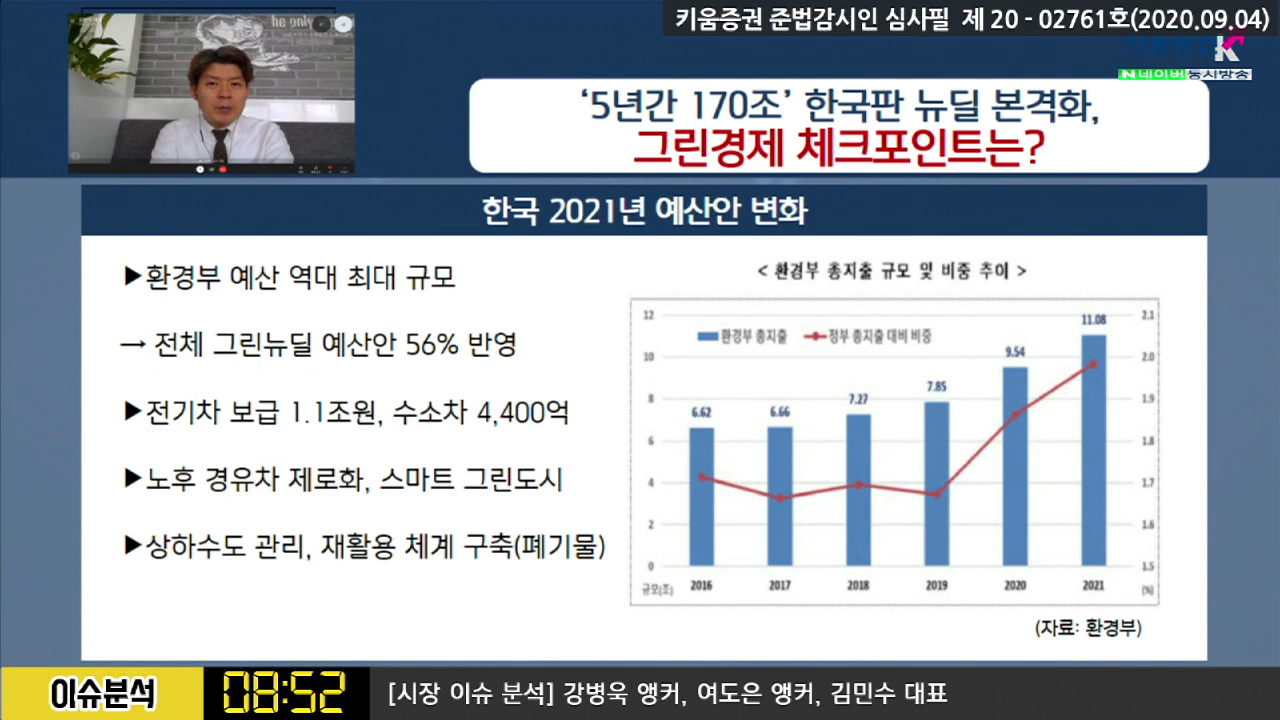 he only
키움증권 준법감시인 심사필 제 20 - 02761호(2020.09.04)
K
N 네이버 동시방송
‘5년간 170조’ 한국판 뉴딜 본격화,
그린경제 체크포인트는?
한국 2021년 예산안 변화
▶환경부 예산 역대 최대 규모
→ 전체 그린뉴딜 예산안 56% 반영
▶전기차 보급 1.1조원, 수소차 4,400억
▶노후 경유차 제로화, 스마트 그린도시
▶상하수도 관리, 재활용 체계 구축(폐기물)
< 환경부 총지출 규모 및 비중 추이 >
환경부 총지출 정부 총지출 대비 비중
12 10 8 6 4 2 0
규모(조)
6.62 6.66 7.27 7.85 9.54 11.08
2016 2017 2018 2019 2020 2021
2.1 2.0 1.9 1.8 1.7 1.6 1.5
(%)
(자료: 환경부)
이슈분석 08:52 [시장 이슈 분석] 강병욱 앵커, 여도은 앵커, 김민수 대표